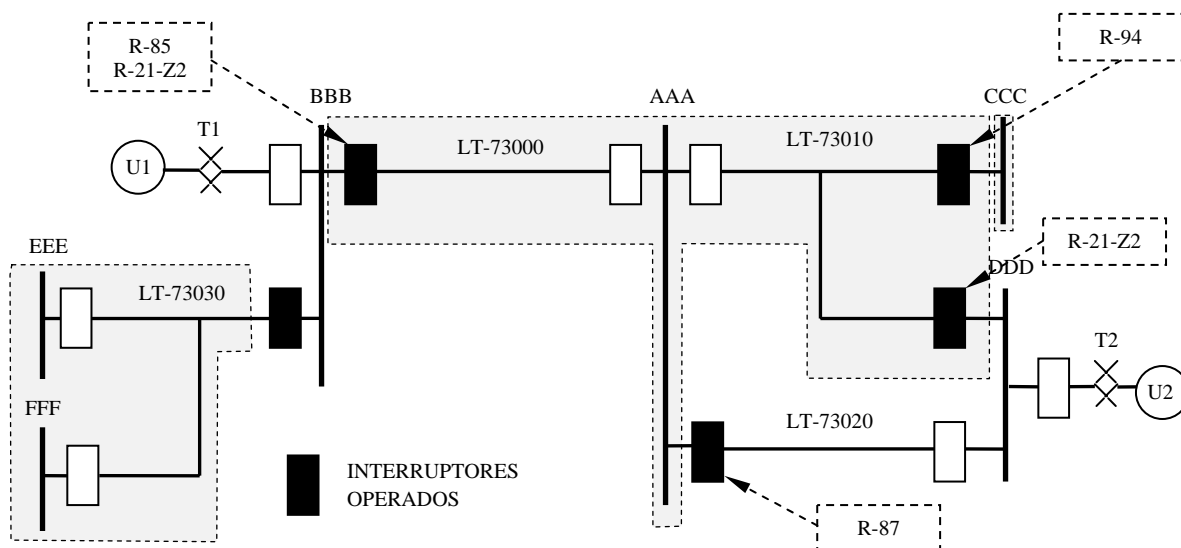 R-85
R-21-Z2
R-94
BBB
AAA
CCC
T1
LT-73000
LT-73010
U1
R-21-Z2
EEE
DDD
LT-73030
T2
U2
FFF
LT-73020
INTERRUPTORES
OPERADOS
R-87